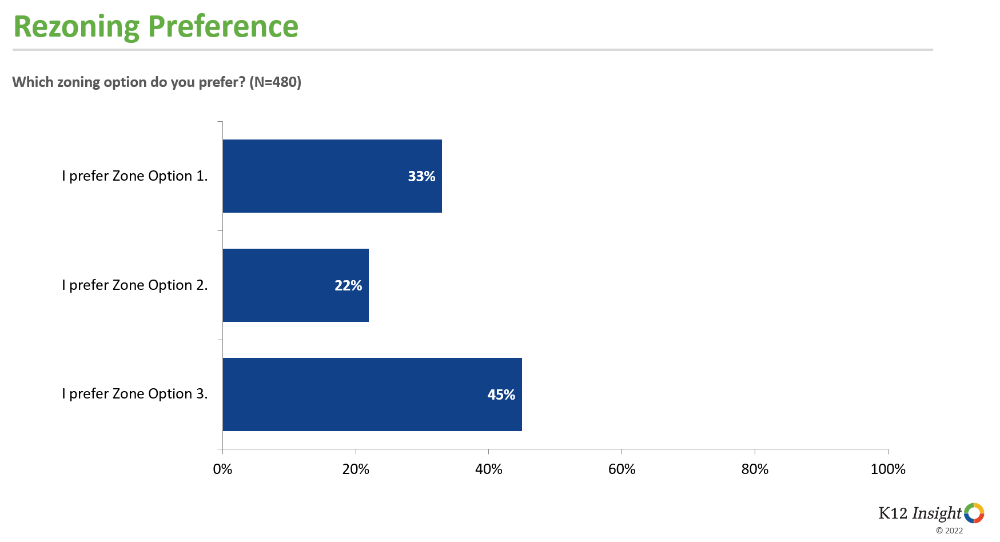 Rezoning Preference
Which zoning option do you prefer? (N=480)
I prefer Zone Option 1.
33%
I prefer Zone Option 2.
22%
I prefer Zone Option 3.
45%
0% 20% 40% 60% 80% 100%
K12 Insight
© 2022